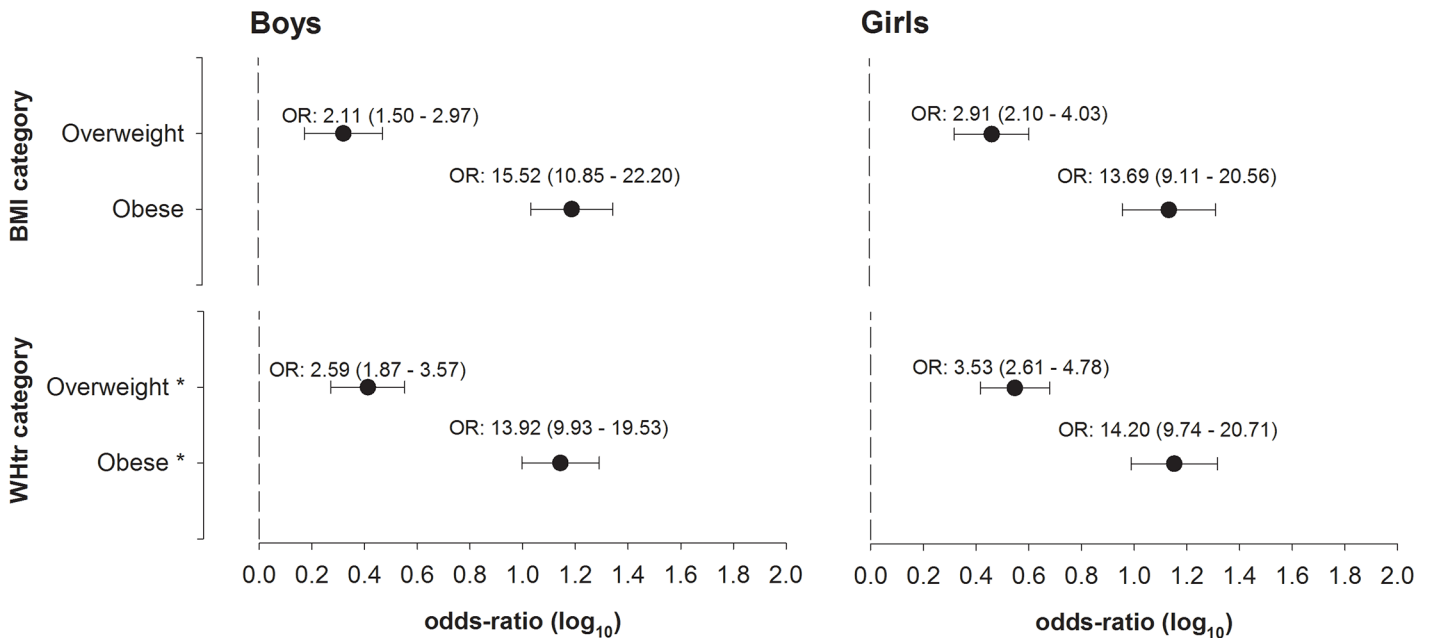 Boys
Girls
BMI category
Overweight
OR: 2.11 (1.50 - 2.97)
OR: 2.91 (2.10 - 4.03)
Obese
OR: 15.52 (10.85 - 22.20)
OR: 13.69 (9.11 - 20.56)
WHtr category
Overweight *
OR: 2.59 (1.87 - 3.57)
OR: 3.53 (2.61 - 4.78)
Obese *
OR: 13.92 (9.93 - 19.53)
OR: 14.20 (9.74 - 20.71)
0.0 0.2 0.4 0.6 0.8 1.0 1.2 1.4 1.6 1.8 2.0
0.0 0.2 0.4 0.6 0.8 1.0 1.2 1.4 1.6 1.8 2.0
odds-ratio (log₁₀)
odds-ratio (log₁₀)